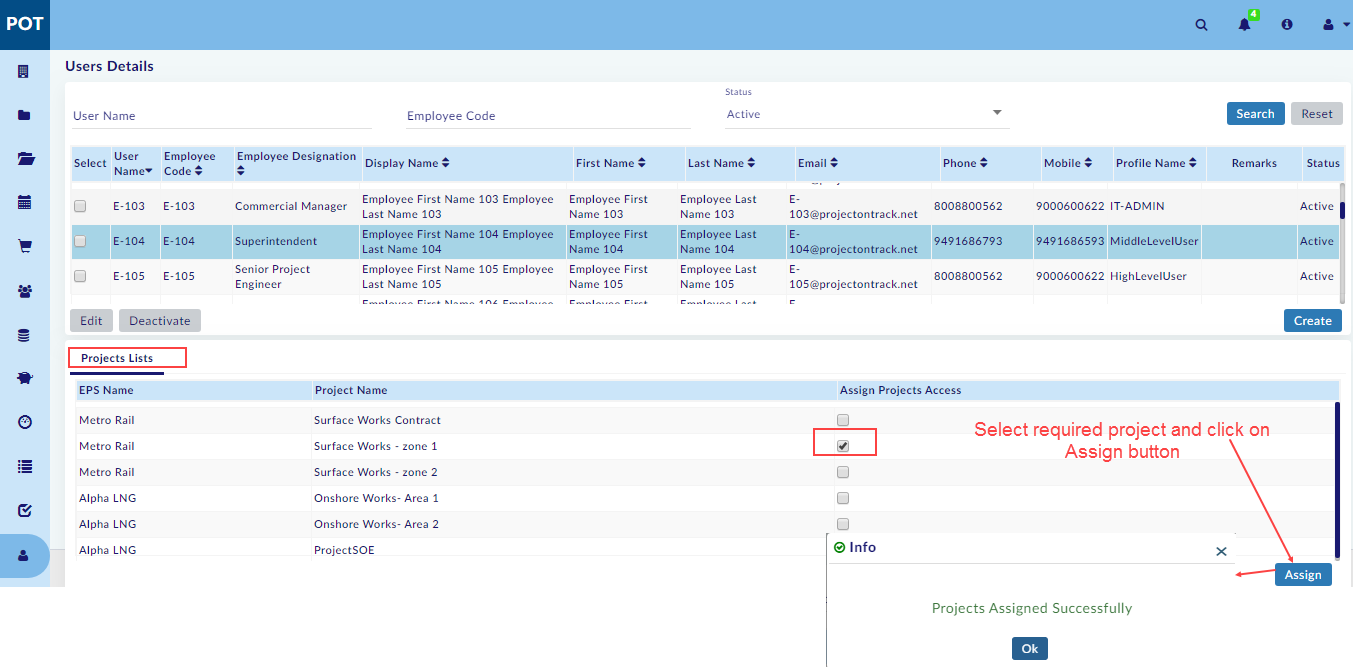 POT
4
Users Details
User Name
Employee Code
Status
Active
Search
Reset
Select
User Name
Employee Code
Employee Designation
Display Name
First Name
Last Name
Email
Phone
Mobile
Profile Name
Remarks
Status
E-103
E-103
Commercial Manager
Employee First Name 103 Employee
Last Name 103
Employee First
Name 103
Employee Last
Name 103
E-
103@projectontrack.net
8008800562
9000600622
IT-ADMIN
Active
E-104
E-104
Superintendent
Employee First Name 104 Employee
Last Name 104
Employee First
Name 104
Employee Last
Name 104
E-
104@projectontrack.net
9491686793
9491686593
MiddleLevelUser
Active
E-105
E-105
Senior Project
Engineer
Employee First Name 105 Employee
Last Name 105
Employee First
Name 105
Employee Last
Name 105
E-
105@projectontrack.net
8008800562
9000600622
HighLevelUser
Active
Edit
Deactivate
Create
Projects Lists
EPS Name
Project Name
Assign Projects Access
Metro Rail
Surface Works Contract
Metro Rail
Surface Works - zone 1
Metro Rail
Surface Works - zone 2
Alpha LNG
Onshore Works- Area 1
Alpha LNG
Onshore Works- Area 2
Alpha LNG
ProjectSOE
Select required project and click on
Assign button
Assign
Info
Projects Assigned Successfully
Ok